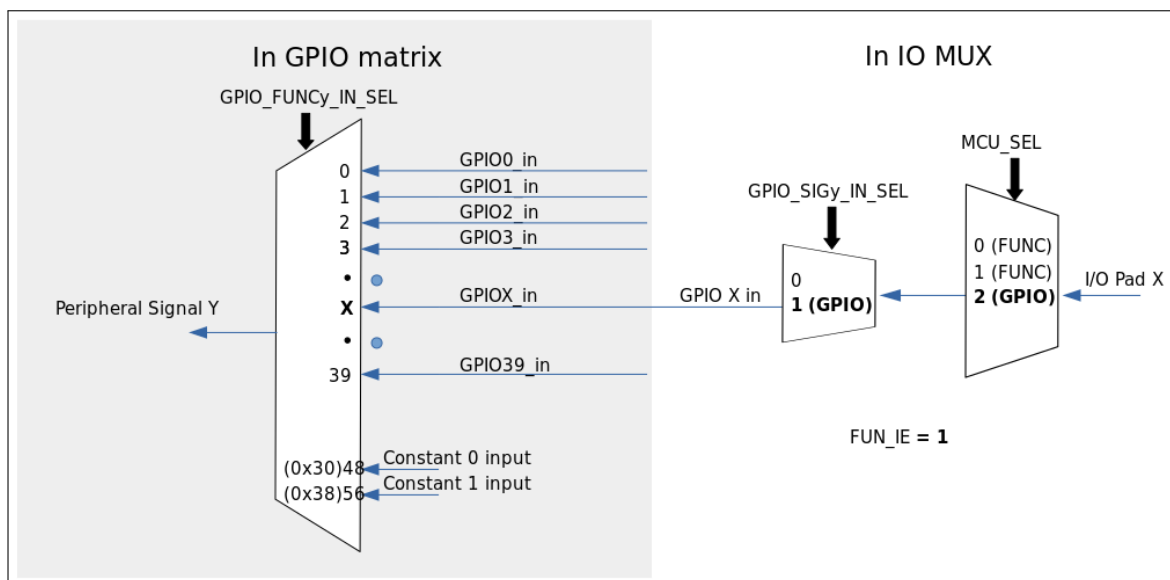 In GPIO matrix
In IO MUX
GPIO_FUNCy_IN_SEL
MCU_SEL
GPIO_SIGy_IN_SEL
0
GPIO0_in
1
GPIO1_in
2
GPIO2_in
3
GPIO3_in
X
GPIOX_in
GPIO X in
39
GPIO39_in
(0x30)48
Constant 0 input
(0x38)56
Constant 1 input
Peripheral Signal Y
0
1 (GPIO)
0 (FUNC)
1 (FUNC)
2 (GPIO)
I/O Pad X
FUN_IE = 1